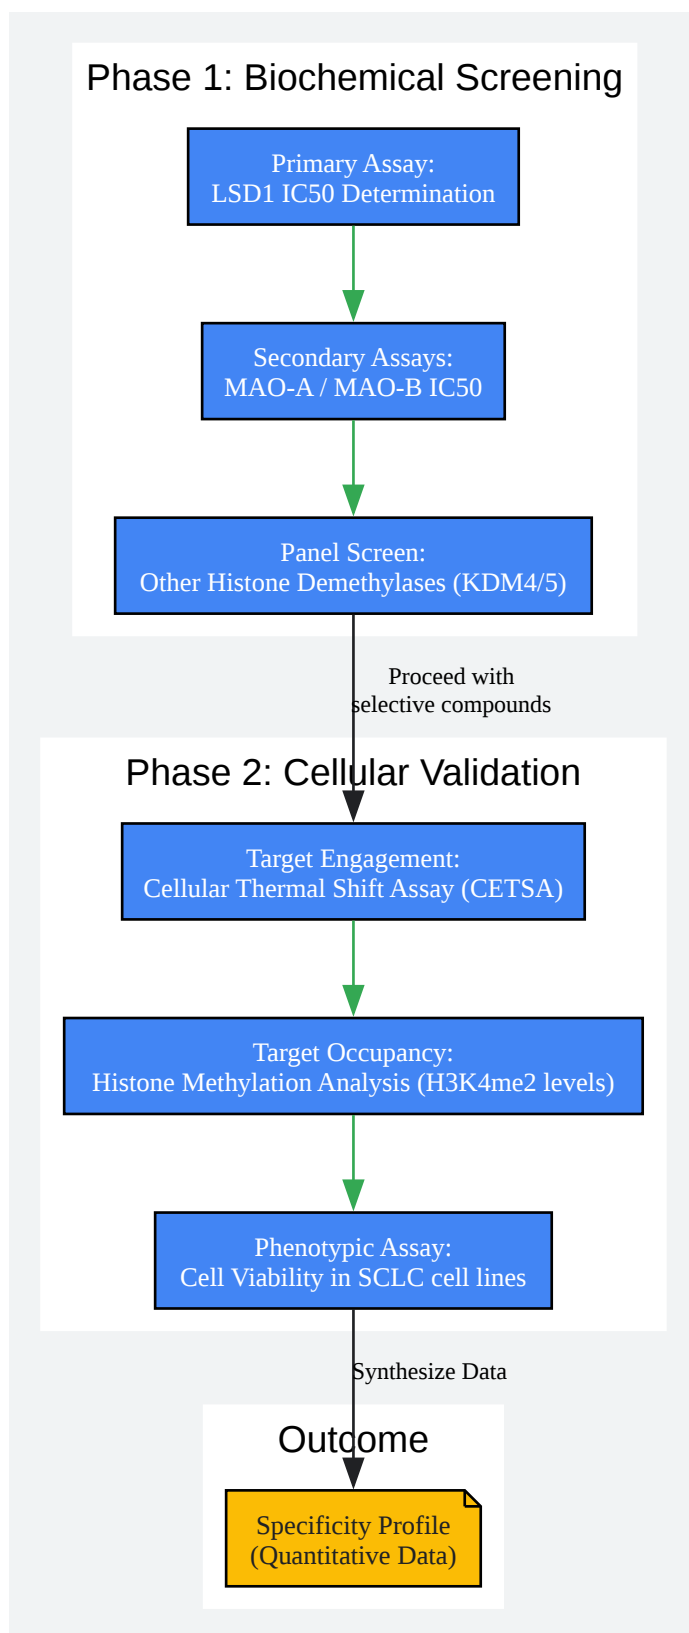 Phase 1: Biochemical Screening
Primary Assay:
LSD1 IC50 Determination
Secondary Assays:
MAO-A / MAO-B IC50
Panel Screen:
Other Histone Demethylases (KDM4/5)
Proceed with
selective compounds
Phase 2: Cellular Validation
Target Engagement:
Cellular Thermal Shift Assay (CETSA)
Target Occupancy:
Histone Methylation Analysis (H3K4me2 levels)
Phenotypic Assay:
Cell Viability in SCLC cell lines
Synthesize Data
Outcome
Specificity Profile
(Quantitative Data)